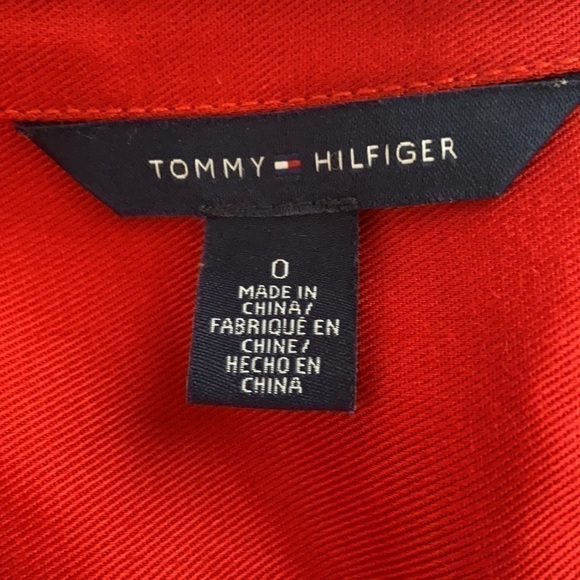 TOMMY HILFIGER
0
MADE IN
CHINA/
FABRIQUÉ EN
CHINE/
HECHO EN
CHINA